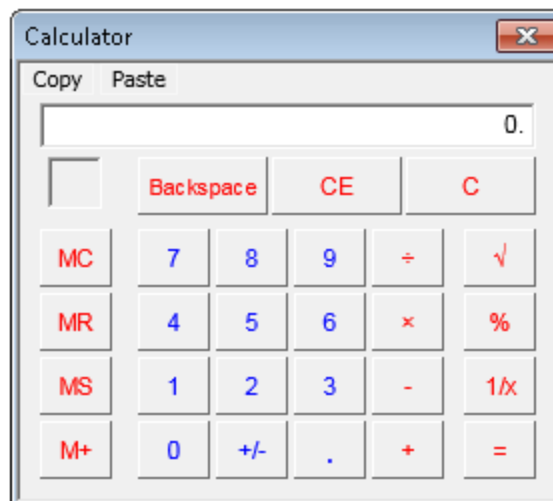 Calculator
Copy Paste
0.
Backspace CE C
MC 7 8 9 ÷ √
MR 4 5 6 × %
MS 1 2 3 - 1/x
M+ 0 +/- . + =